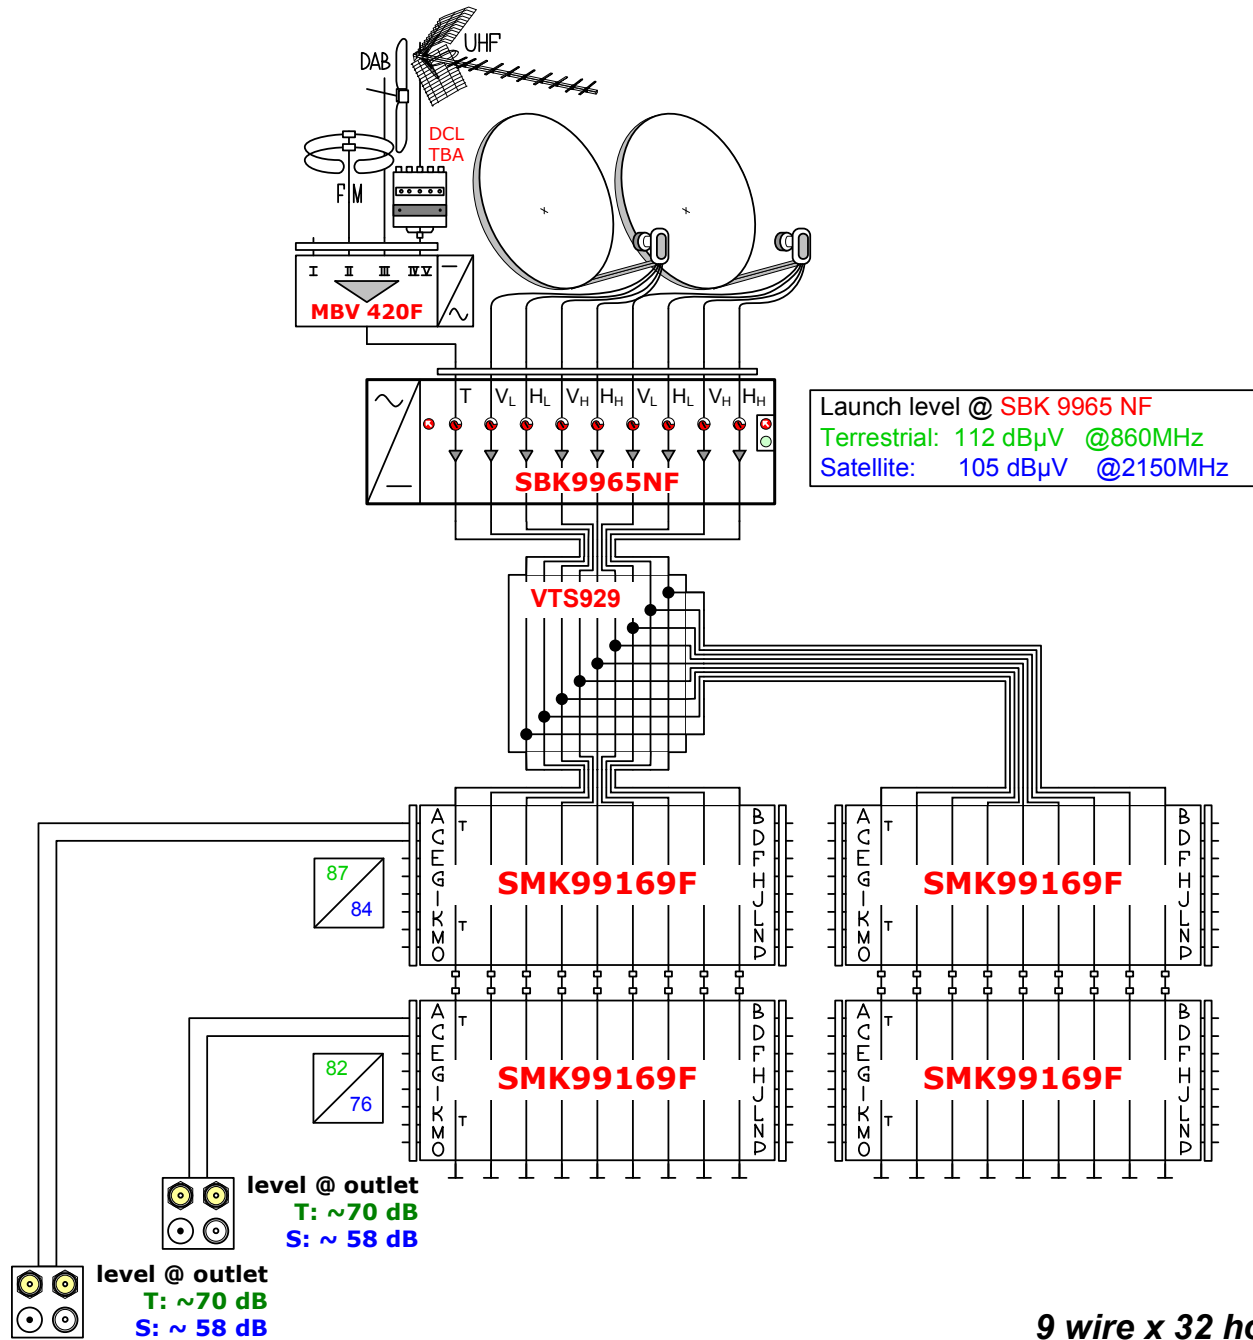 UHF
DAB
DCL
TBA
FM
I II III IV V
MBV 420F
T VL HL VH HH VL HL VH HH
SBK9965NF
Launch level @ SBK 9965 NF
Terrestrial: 112 dBµV @860MHz
Satellite: 105 dBµV @2150MHz
VTS929
A T B A T B
C D C D
E F E F
G H G H
I J I J
K T L K T L
M N M N
O P O P
SMK99169F SMK99169F
87
84
A T B A T B
C D C D
E F E F
G H G H
I J I J
K T L K T L
M N M N
O P O P
SMK99169F SMK99169F
82
76
level @ outlet
T: ~70 dB
S: ~ 58 dB
level @ outlet
T: ~70 dB
S: ~ 58 dB
9 wire x 32